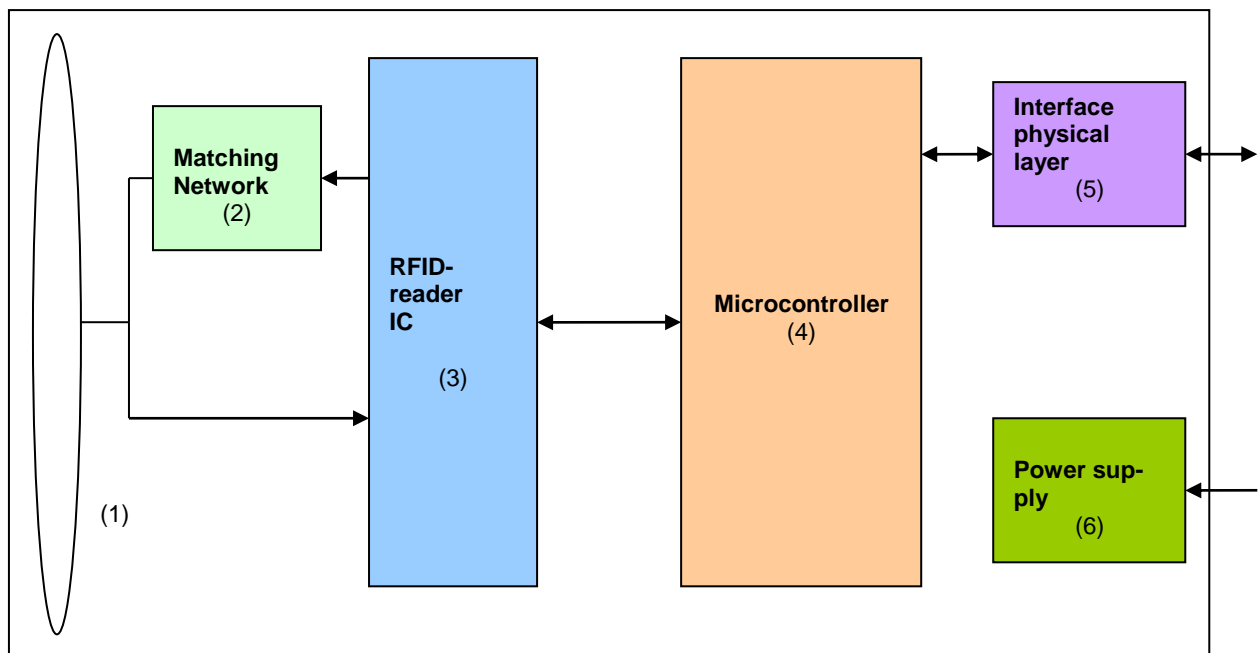 Matching
Network
(2)
RFID-
reader
IC
(3)
Microcontroller
(4)
Interface
physical
layer
(5)
Power sup-
ply
(6)
(1)